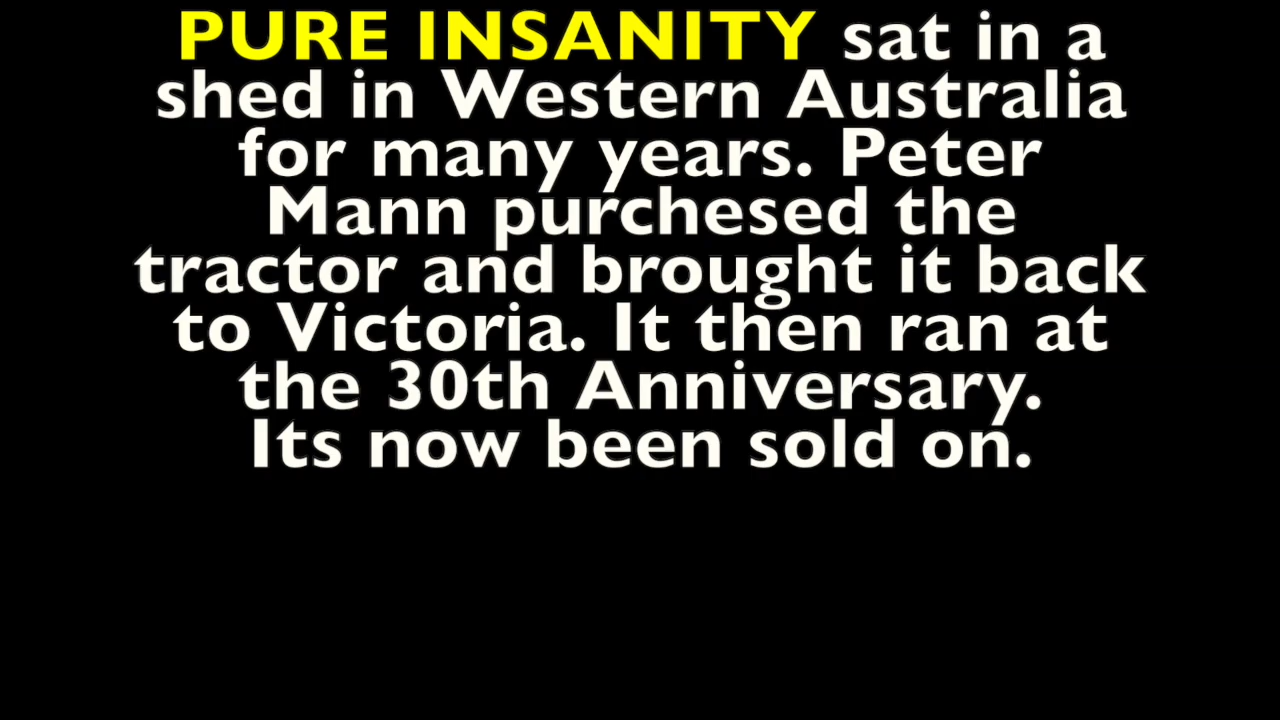 PURE INSANITY sat in a
shed in Western Australia
for many years. Peter
Mann purchesed the
tractor and brought it back
to Victoria. It then ran at
the 30th Anniversary.
Its now been sold on.